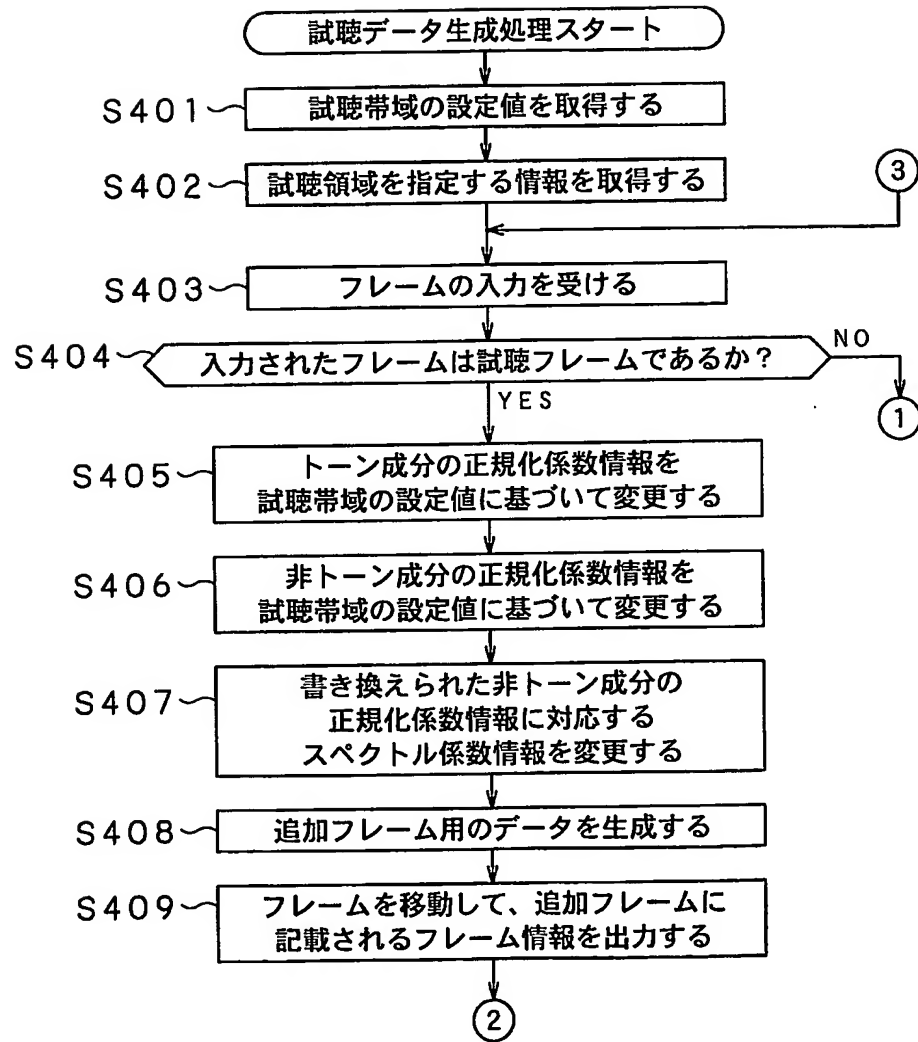 試聴データ生成処理スタート
S401
試聴帯域の設定値を取得する
S402
試聴領域を指定する情報を取得する
3
S403
フレームの入力を受ける
S404
入力されたフレームは試聴フレームであるか？
NO
YES
1
S405
トーン成分の正規化係数情報を
試聴帯域の設定値に基づいて変更する
S406
非トーン成分の正規化係数情報を
試聴帯域の設定値に基づいて変更する
S407
書き換えられた非トーン成分の
正規化係数情報に対応する
スペクトル係数情報を変更する
S408
追加フレーム用のデータを生成する
S409
フレームを移動して、追加フレームに
記載されるフレーム情報を出力する
2